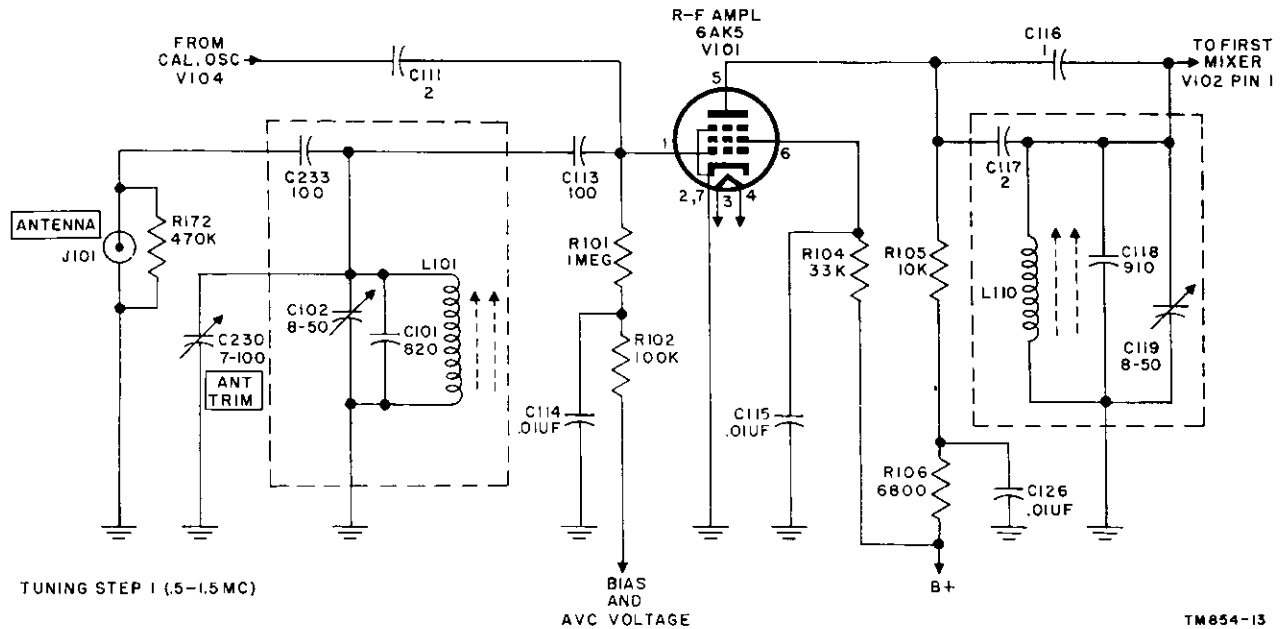 R-F AMPL
6AK5
V101
FROM
CAL. OSC
V104
C111
2
C116
1
TO FIRST
MIXER
V102 PIN 1
5
1
6
2,7
3
4
C233
100
C113
100
C117
2
ANTENNA
J101
R172
470K
R101
1MEG
R104
33K
R105
10K
L101
L110
C118
910
C102
8-50
C101
820
C230
7-100
ANT
TRIM
R102
100K
C119
8-50
C114
.01UF
C115
.01UF
R106
6800
C126
.01UF
TUNING STEP 1 (.5-1.5 MC)
BIAS
AND
AVC VOLTAGE
B+
TM854-13